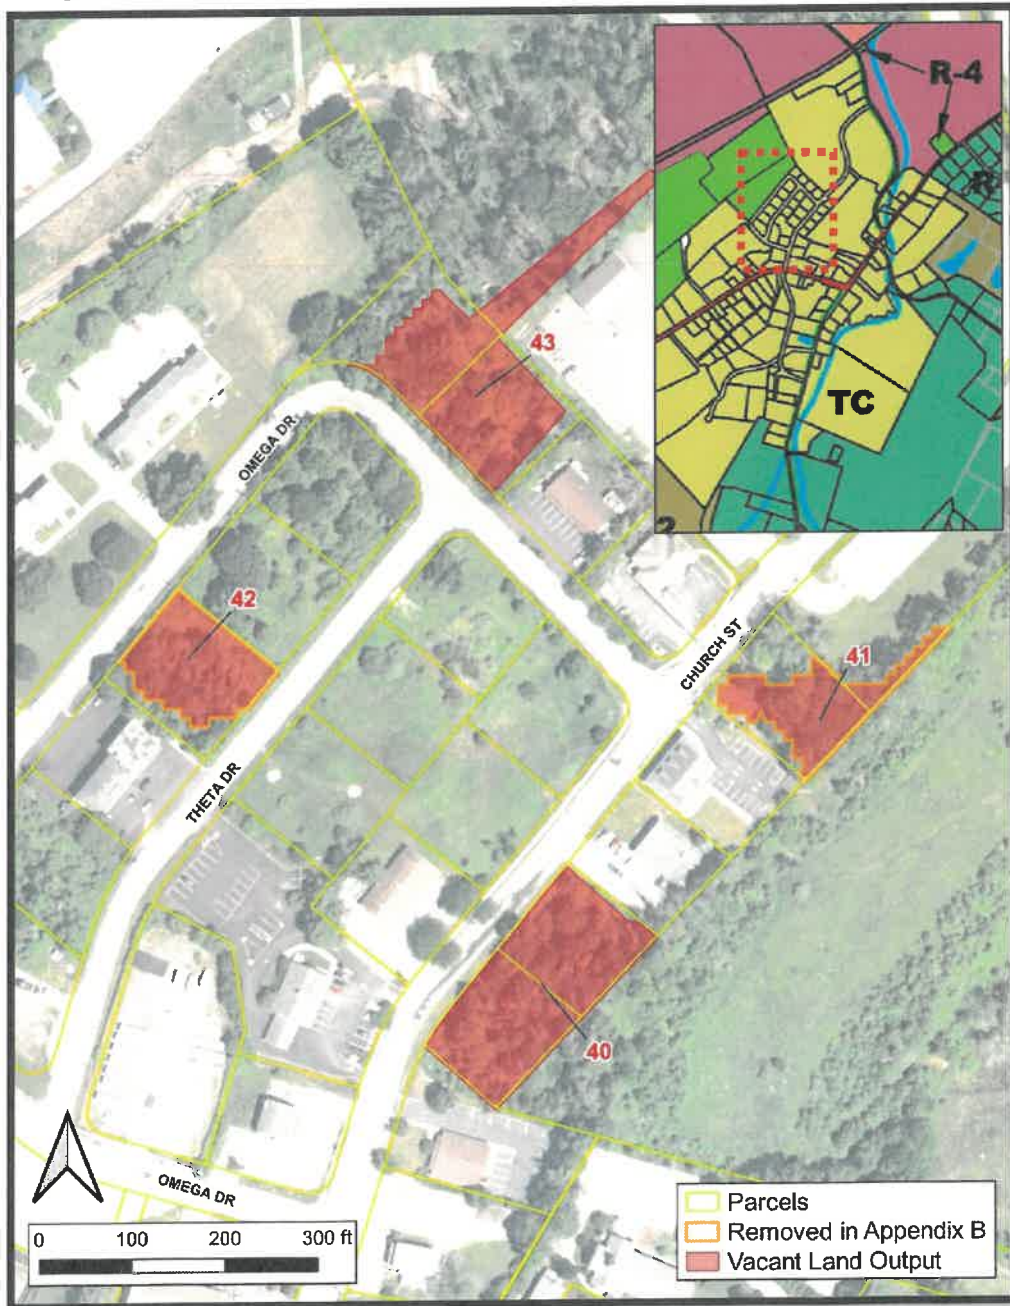 R-4
R
TC
2
43
OMEGA DR
42
CHURCH ST
41
THETA DR
40
OMEGA DR
0 100 200 300 ft
Parcels
Removed in Appendix B
Vacant Land Output